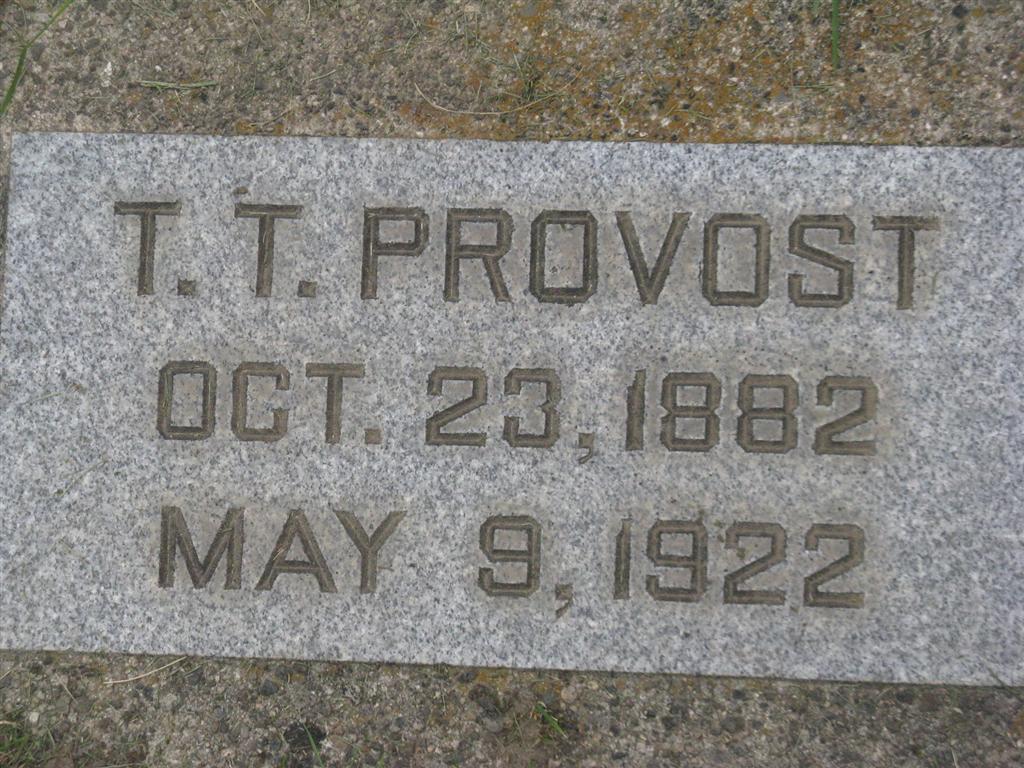 T. T. PROVOST
OCT. 23, 1882
MAY 9, 1922